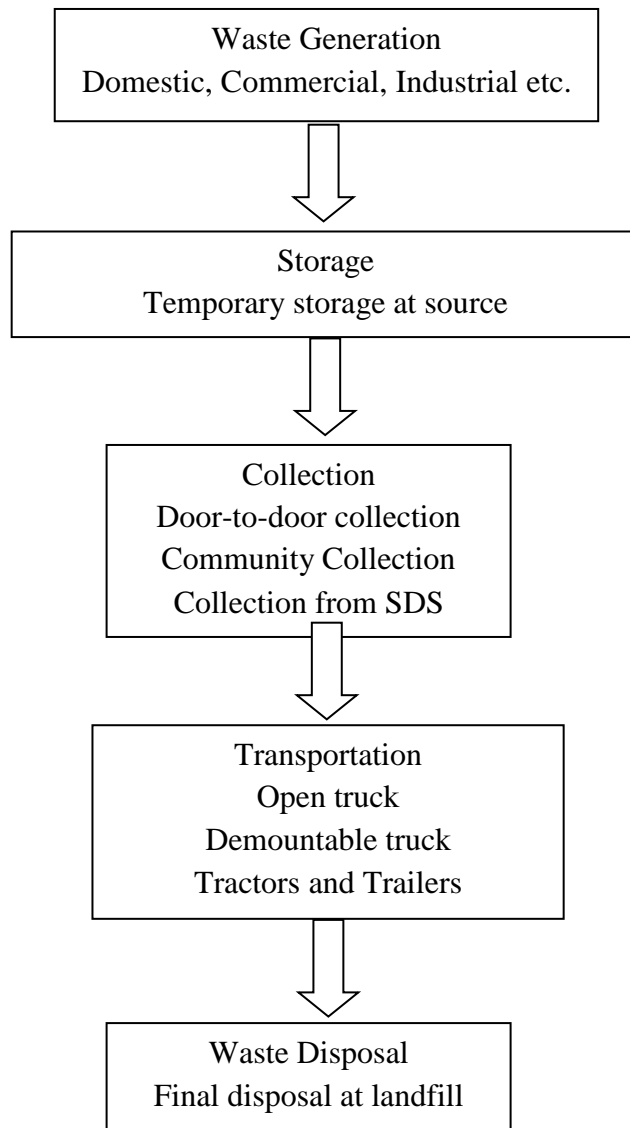 Waste Generation
Domestic, Commercial, Industrial etc.
Storage
Temporary storage at source
Collection
Door-to-door collection
Community Collection
Collection from SDS
Transportation
Open truck
Demountable truck
Tractors and Trailers
Waste Disposal
Final disposal at landfill